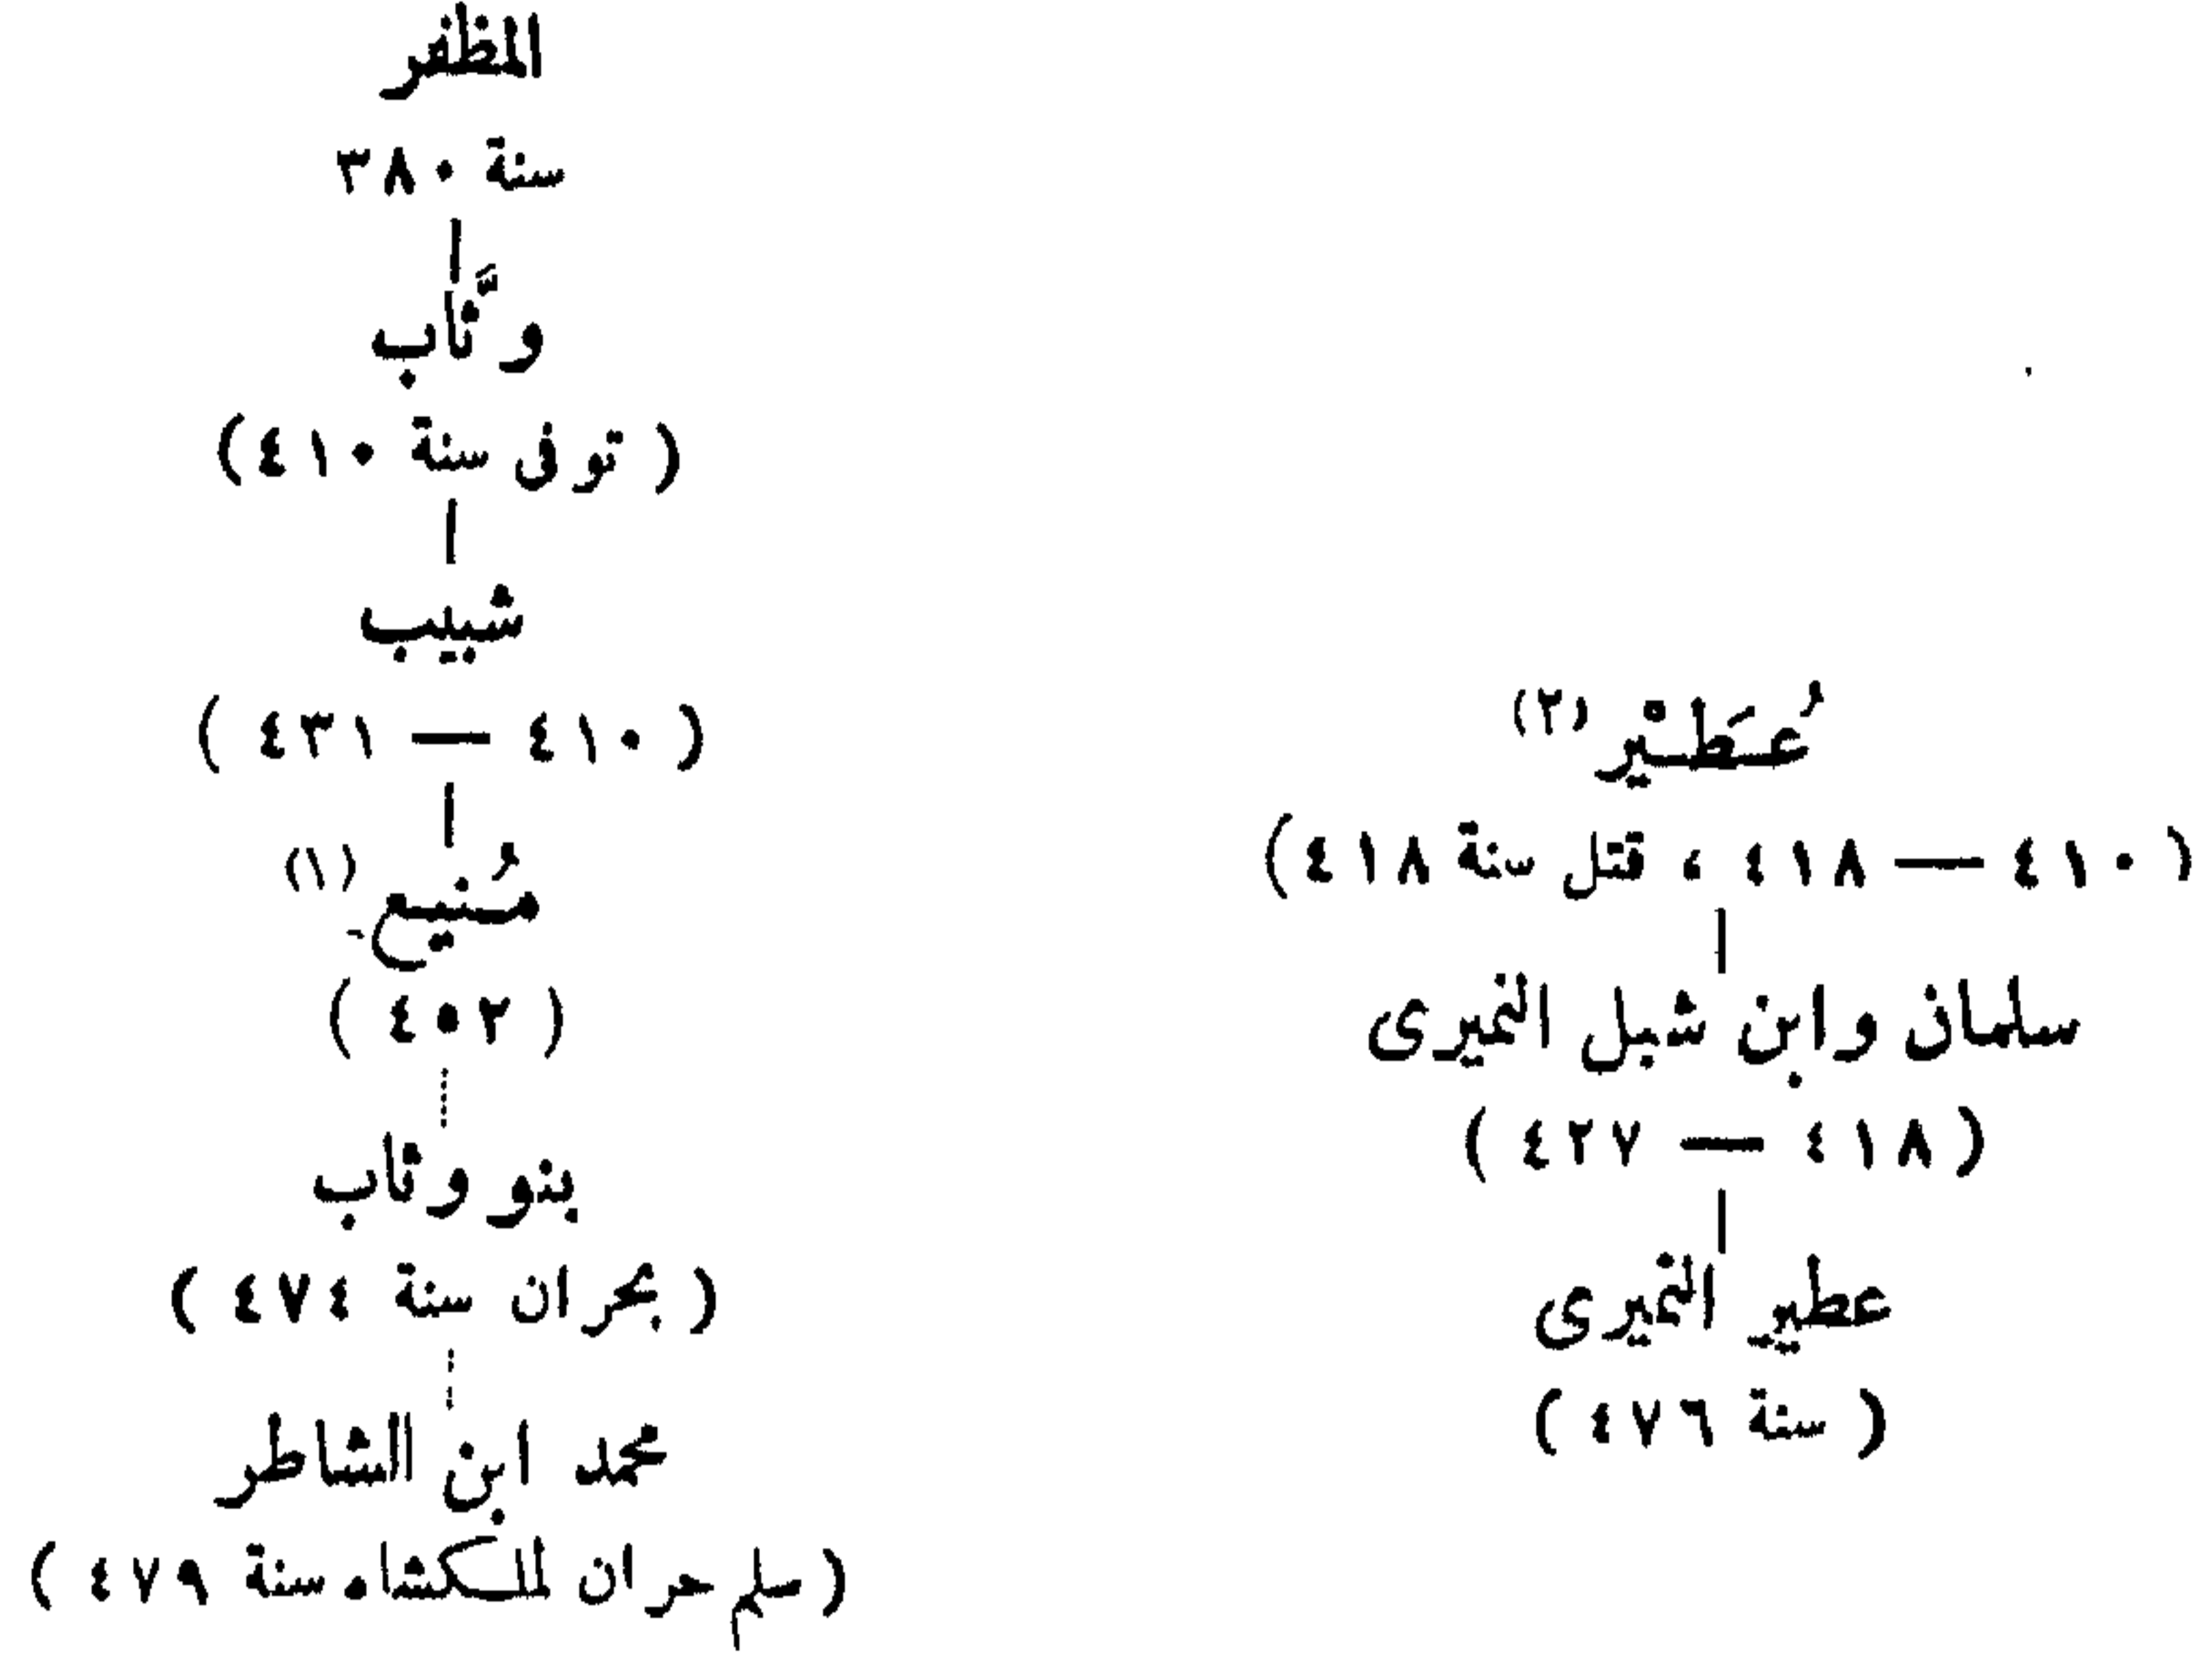 المظفر
سنة ٣٨٠
وثَّاب
(توفى سنة ٤١٠)
شبيب
(٤١٠ — ٤٣١)
مُنيع (١)
(٤٥٢)
بنو وثاب
(بحران سنة ٤٧٤)
محمد ابن الشاطر
(سلم حران لملكشاه سنة ٤٧٩)
عُطَيْر (٢)
(٤١٠ — ٤١٨ ، قتل سنة ٤١٨)
سلمان وابن شبل النميرى
(٤١٨ — ٤٢٧)
عطير النميرى
(سنة ٤٧٦)